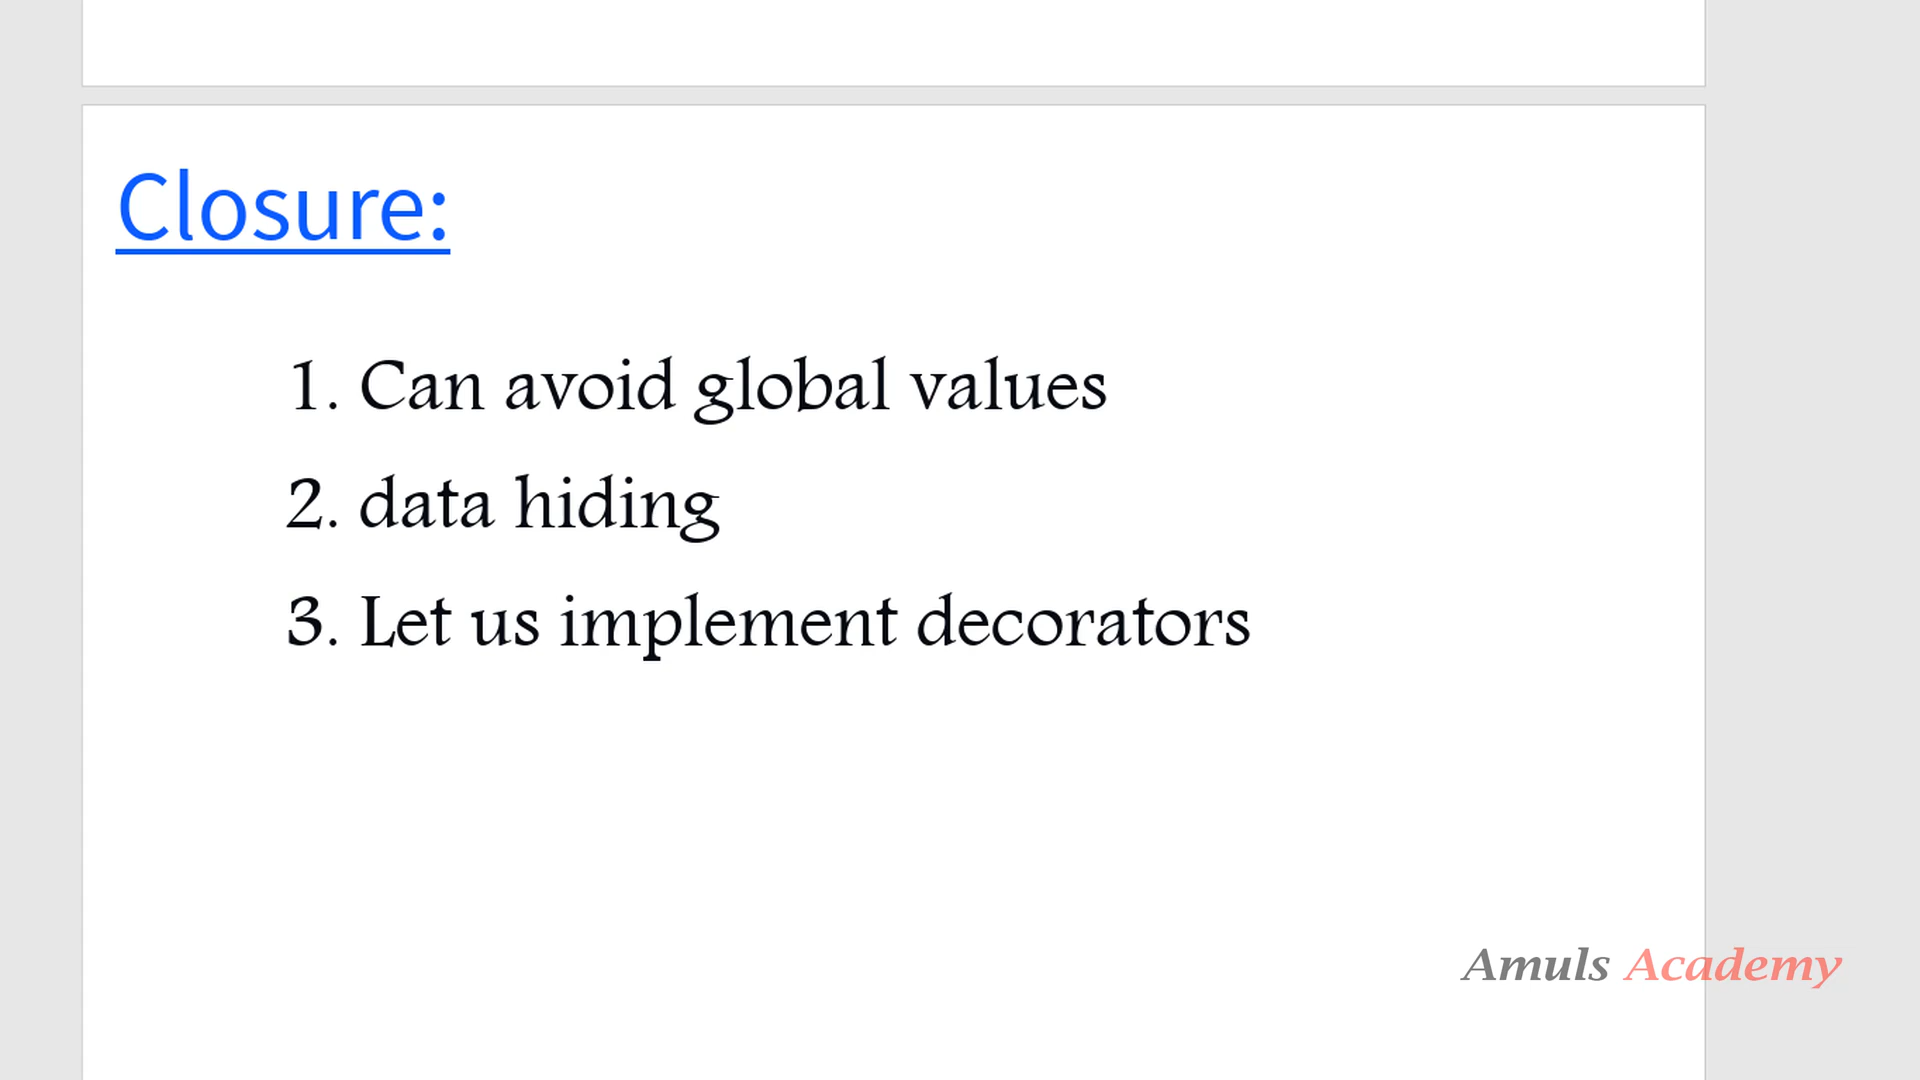 Closure:
1. Can avoid global values
2. data hiding
3. Let us implement decorators
Amuls Academy